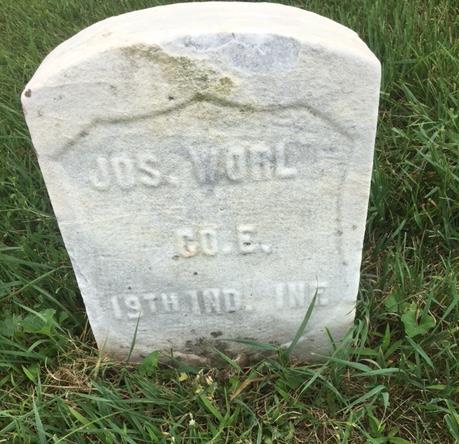 JOS. WORL
CO. E.
19TH IND. INF.